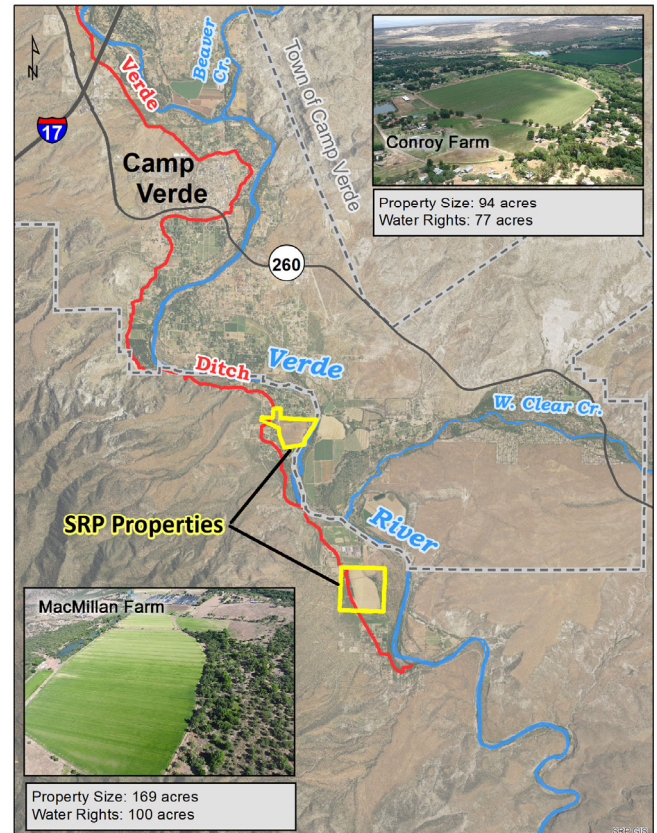 N
17
Verde
Beaver
Cr.
Town of Camp Verde
Camp
Verde
Conroy Farm
Property Size: 94 acres
Water Rights: 77 acres
260
Verde
Ditch
W. Clear Cr.
SRP Properties
River
MacMillan Farm
Property Size: 169 acres
Water Rights: 100 acres